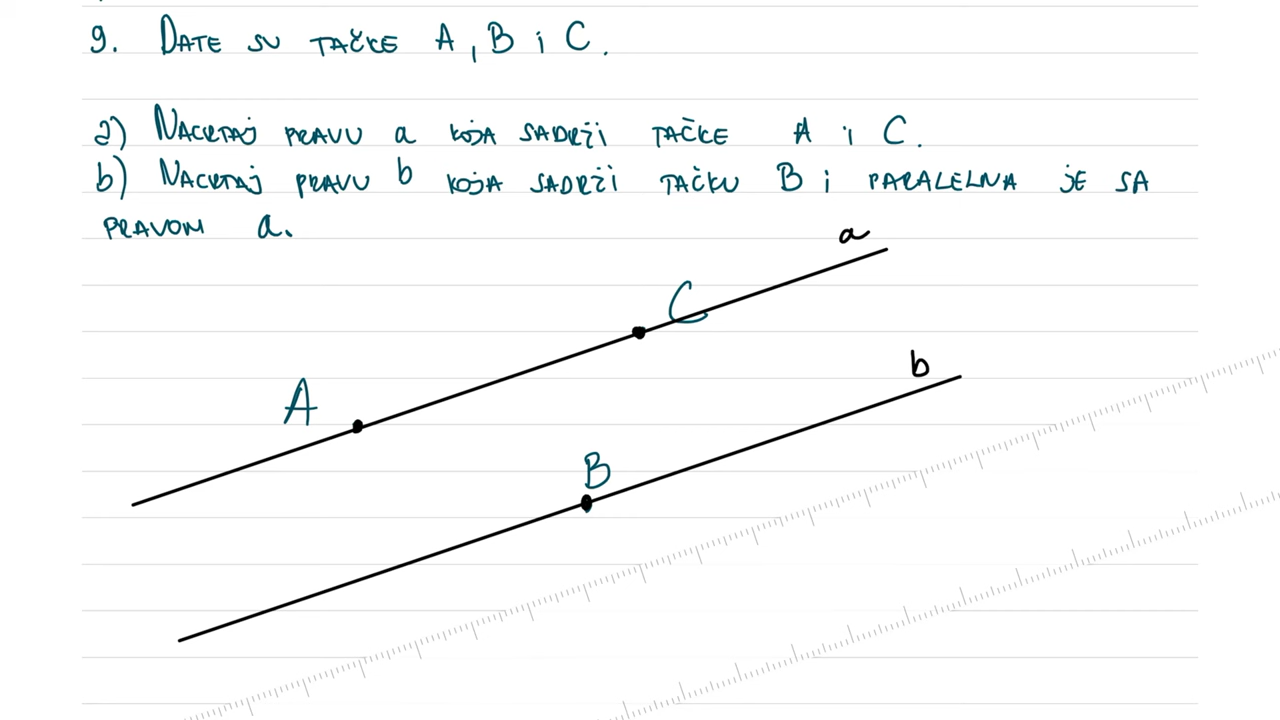 9. DATE SU TAČKE A, B i C.
a) NACRTAJ PRAVU a KOJA SADRŽI TAČKE A i C.
b) NACRTAJ PRAVU b KOJA SADRŽI TAČKU B i PARALELNA JE SA
PRAVOM a.
a
C
b
A
B